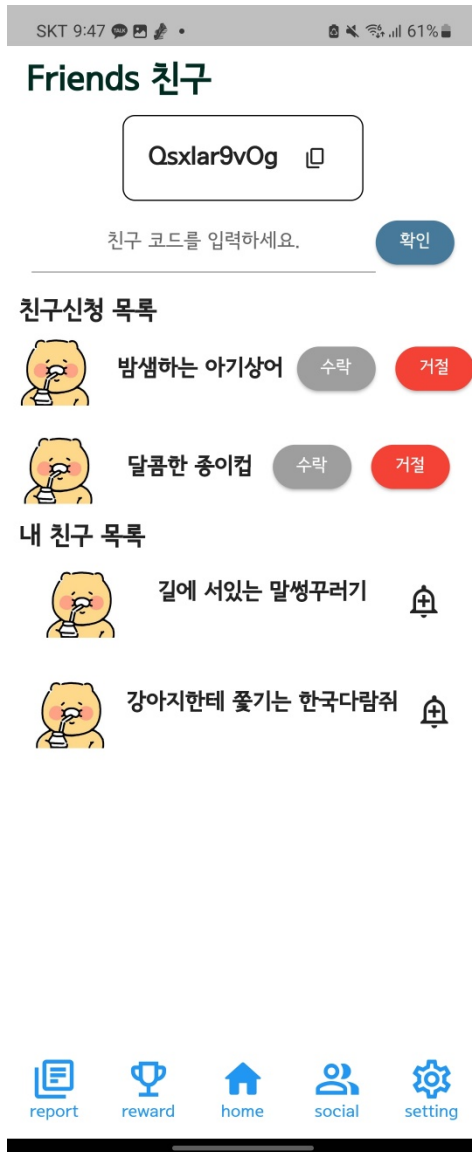 SKT 9:47 61%
Friends 친구
Qsxlar9vOg
친구 코드를 입력하세요. 확인
친구신청 목록
밤샘하는 아기상어 수락 거절
달콤한 종이컵 수락 거절
내 친구 목록
길에 서있는 말썽꾸러기
강아지한테 쫓기는 한국다람쥐
report reward home social setting